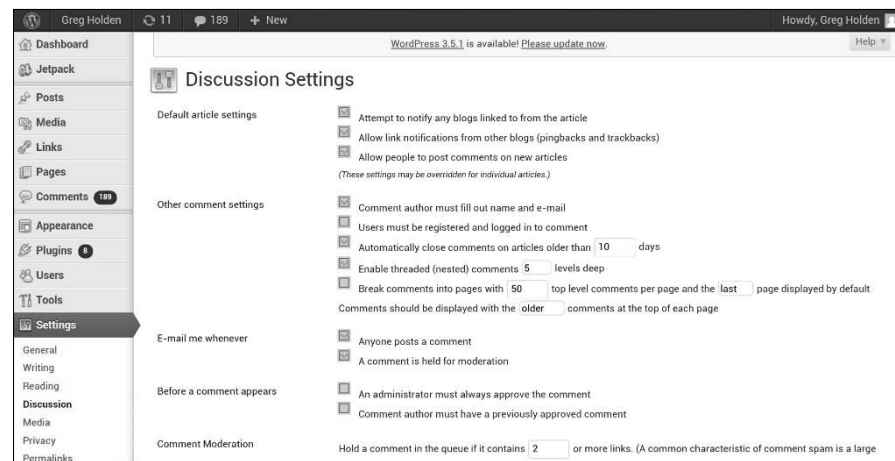 Greg Holden 11 189 + New Howdy, Greg Holden
WordPress 3.5.1 is available! Please update now.
Help
Dashboard
Jetpack
Posts
Media
Links
Pages
Comments 189
Appearance
Plugins 8
Users
Tools
Settings
General
Writing
Reading
Discussion
Media
Privacy
Permalinks
Discussion Settings
Default article settings
Attempt to notify any blogs linked to from the article
Allow link notifications from other blogs (pingbacks and trackbacks)
Allow people to post comments on new articles
(These settings may be overridden for individual articles.)
Other comment settings
Comment author must fill out name and e-mail
Users must be registered and logged in to comment
Automatically close comments on articles older than 10 days
Enable threaded (nested) comments 5 levels deep
Break comments into pages with 50 top level comments per page and the last page displayed by default
Comments should be displayed with the older comments at the top of each page
E-mail me whenever
Anyone posts a comment
A comment is held for moderation
Before a comment appears
An administrator must always approve the comment
Comment author must have a previously approved comment
Comment Moderation
Hold a comment in the queue if it contains 2 or more links. (A common characteristic of comment spam is a large